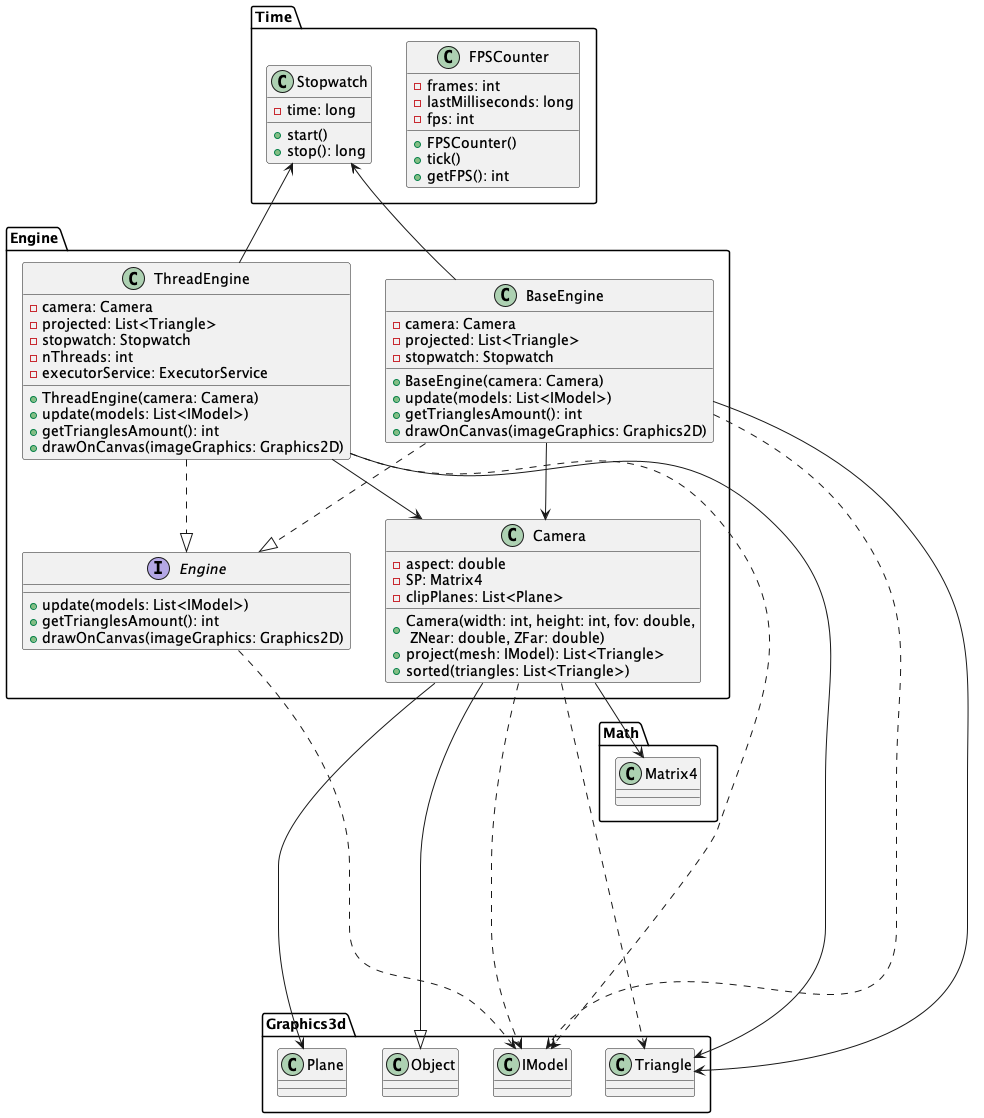 Time
C Stopwatch
time: long
start()
stop(): long
C FPSCounter
frames: int
lastMilliseconds: long
fps: int
FPSCounter()
tick()
getFPS(): int
Engine
C ThreadEngine
camera: Camera
projected: List<Triangle>
stopwatch: Stopwatch
nThreads: int
executorService: ExecutorService
ThreadEngine(camera: Camera)
update(models: List<IModel>)
getTrianglesAmount(): int
drawOnCanvas(imageGraphics: Graphics2D)
C BaseEngine
camera: Camera
projected: List<Triangle>
stopwatch: Stopwatch
BaseEngine(camera: Camera)
update(models: List<IModel>)
getTrianglesAmount(): int
drawOnCanvas(imageGraphics: Graphics2D)
I Engine
update(models: List<IModel>)
getTrianglesAmount(): int
drawOnCanvas(imageGraphics: Graphics2D)
C Camera
aspect: double
SP: Matrix4
clipPlanes: List<Plane>
Camera(width: int, height: int, fov: double,
ZNear: double, ZFar: double)
project(mesh: IModel): List<Triangle>
sorted(triangles: List<Triangle>)
Math
C Matrix4
Graphics3d
C Plane
C Object
C IModel
C Triangle